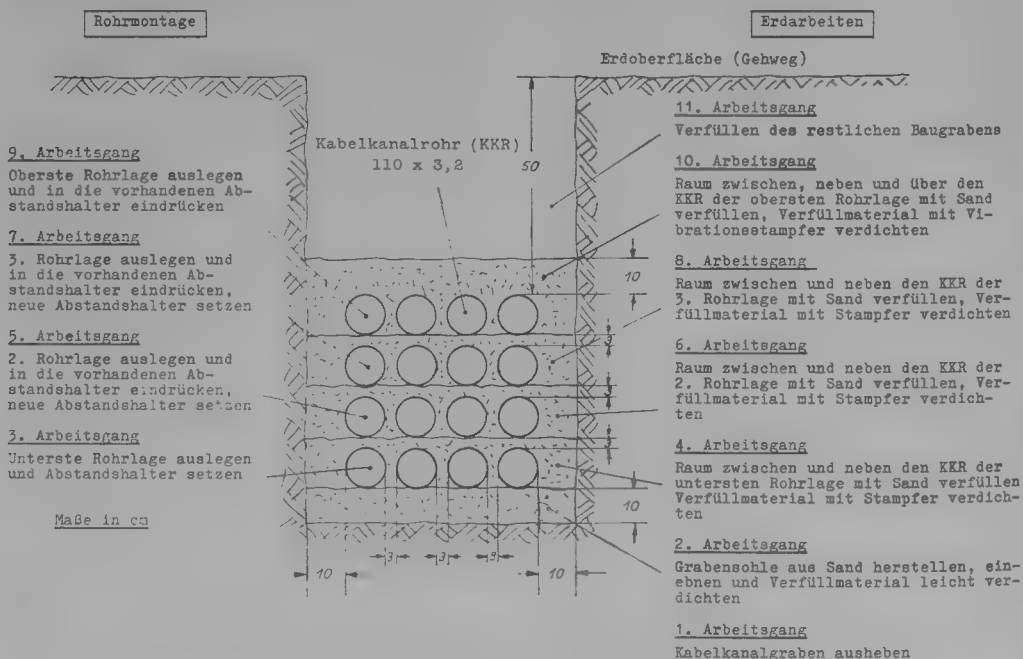 Rohrmontage
Erdarbeiten
Erdoberfläche (Gehweg)
9. Arbeitsgang
Oberste Rohrlage auslegen
und in die vorhandenen Ab-
standshalter eindrücken
7. Arbeitsgang
3. Rohrlage auslegen und
in die vorhandenen Ab-
standshalter eindrücken,
neue Abstandshalter setzen
5. Arbeitsgang
2. Rohrlage auslegen und
in die vorhandenen Ab-
standshalter eindrücken,
neue Abstandshalter setzen
3. Arbeitsgang
Unterste Rohrlage auslegen
und Abstandshalter setzen
Maße in cm
Kabelkanalrohr (KKR)
110 x 3,2
50
10
3
3
3
10
10
3
3
3
10
11. Arbeitsgang
Verfüllen des restlichen Baugrabens
10. Arbeitsgang
Raum zwischen, neben und über den
KKR der obersten Rohrlage mit Sand
verfüllen, Verfüllmaterial mit Vi-
brationsstampfer verdichten
8. Arbeitsgang
Raum zwischen und neben den KKR der
3. Rohrlage mit Sand verfüllen, Ver-
füllmaterial mit Stampfer verdichten
6. Arbeitsgang
Raum zwischen und neben den KKR der
2. Rohrlage mit Sand verfüllen, Ver-
füllmaterial mit Stampfer verdich-
ten
4. Arbeitsgang
Raum zwischen und neben den KKR der
untersten Rohrlage mit Sand verfüllen
Verfüllmaterial mit Stampfer verdich-
ten
2. Arbeitsgang
Grabensohle aus Sand herstellen, ein-
ebnen und Verfüllmaterial leicht ver-
dichten
1. Arbeitsgang
Kabelkanalgraben ausheben